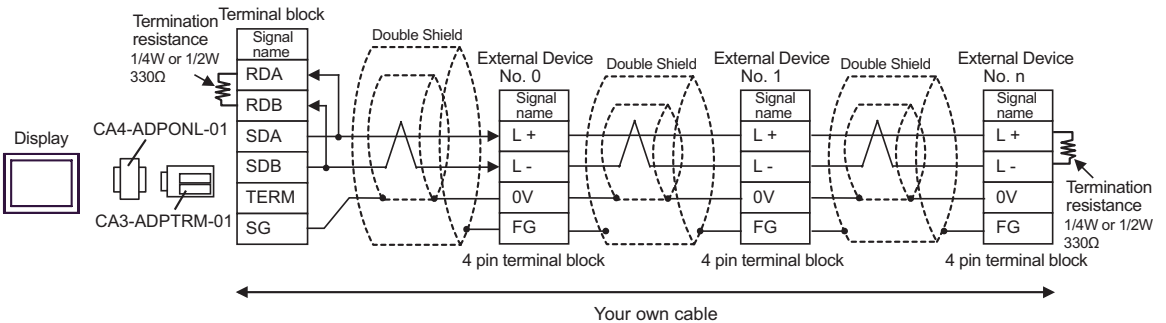 Termination
resistance
1/4W or 1/2W
330Ω
Terminal block
Signal
name
RDA
RDB
SDA
SDB
TERM
SG
Display
CA4-ADPONL-01
CA3-ADPTRM-01
Double Shield
External Device
No. 0
Signal
name
L +
L -
0V
FG
4 pin terminal block
Double Shield
External Device
No. 1
Signal
name
L +
L -
0V
FG
4 pin terminal block
Double Shield
External Device
No. n
Signal
name
L +
L -
0V
FG
4 pin terminal block
Termination
resistance
1/4W or 1/2W
330Ω
Your own cable